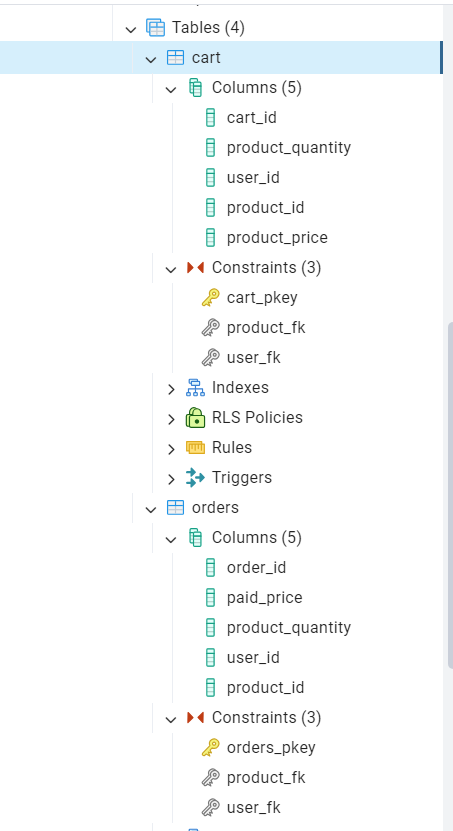 Tables (4)
cart
Columns (5)
cart_id
product_quantity
user_id
product_id
product_price
Constraints (3)
cart_pkey
product_fk
user_fk
Indexes
RLS Policies
Rules
Triggers
orders
Columns (5)
order_id
paid_price
product_quantity
user_id
product_id
Constraints (3)
orders_pkey
product_fk
user_fk